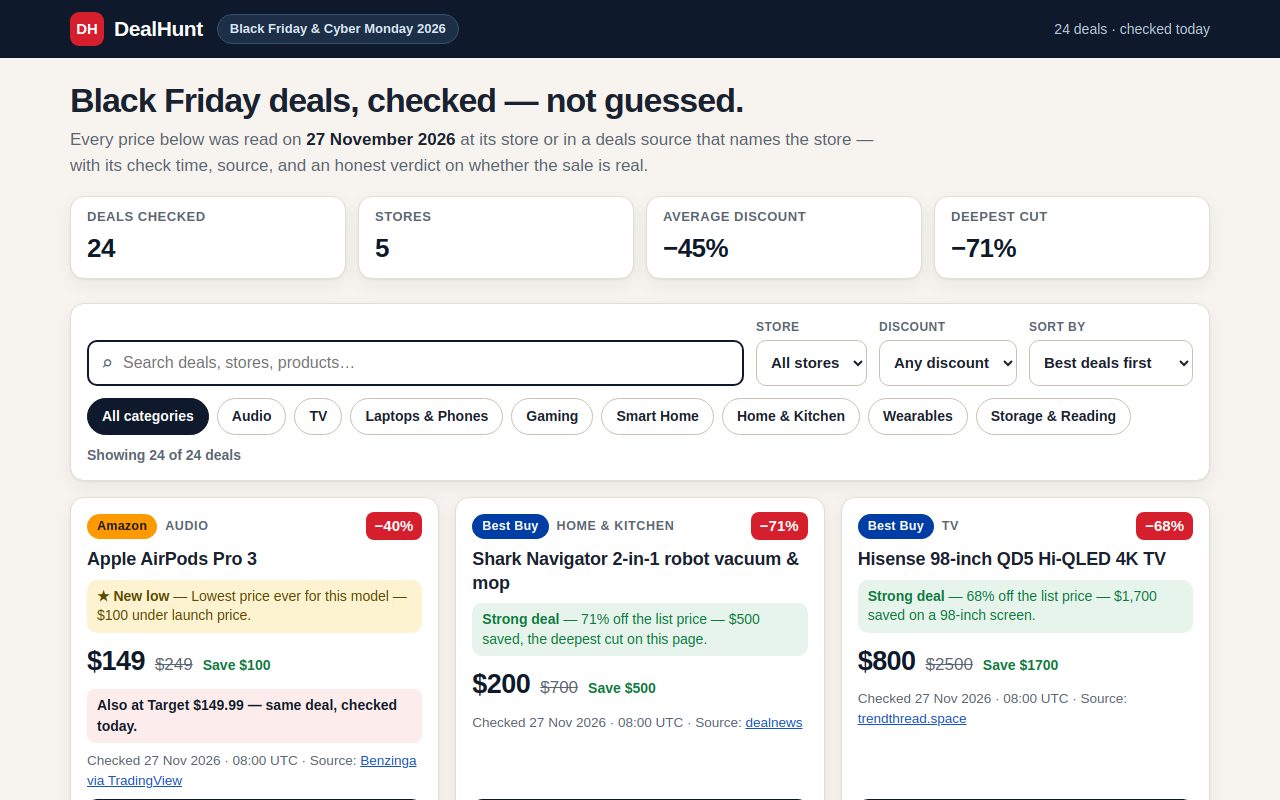 DH DealHunt Black Friday & Cyber Monday 2026 24 deals · checked today
Black Friday deals, checked — not guessed.
Every price below was read on 27 November 2026 at its store or in a deals source that names the store —
with its check time, source, and an honest verdict on whether the sale is real.
DEALS CHECKED
24
STORES
5
AVERAGE DISCOUNT
−45%
DEEPEST CUT
−71%
Search deals, stores, products…
STORE
All stores
DISCOUNT
Any discount
SORT BY
Best deals first
All categories Audio TV Laptops & Phones Gaming Smart Home Home & Kitchen Wearables Storage & Reading
Showing 24 of 24 deals
Amazon AUDIO −40%
Apple AirPods Pro 3
★ New low — Lowest price ever for this model —
$100 under launch price.
$149 $249 Save $100
Also at Target $149.99 — same deal, checked
today.
Checked 27 Nov 2026 · 08:00 UTC · Source: Benzinga
via TradingView
Best Buy HOME & KITCHEN −71%
Shark Navigator 2-in-1 robot vacuum &
mop
Strong deal — 71% off the list price — $500
saved, the deepest cut on this page.
$200 $700 Save $500
Checked 27 Nov 2026 · 08:00 UTC · Source: dealnews
Best Buy TV −68%
Hisense 98-inch QD5 Hi-QLED 4K TV
Strong deal — 68% off the list price — $1,700
saved on a 98-inch screen.
$800 $2500 Save $1700
Checked 27 Nov 2026 · 08:00 UTC · Source:
trendthread.space